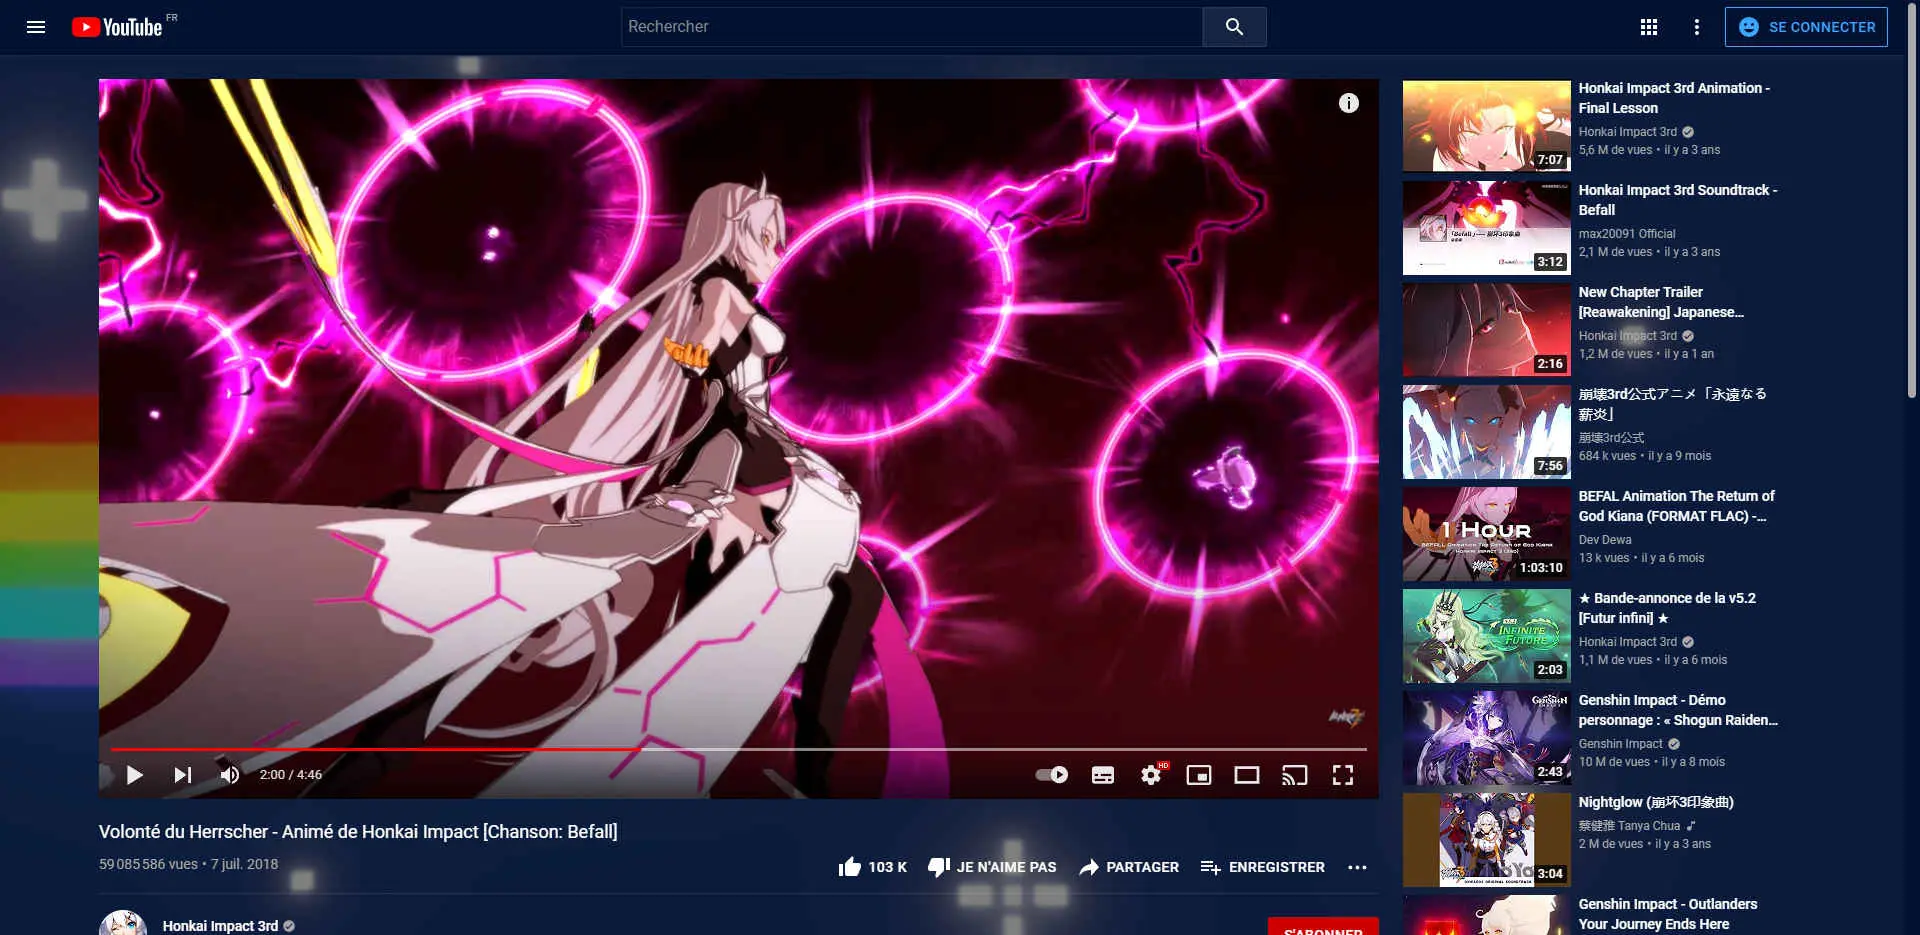 YouTube FR
Rechercher
SE CONNECTER
HD
2:00 / 4:46
Volonté du Herrscher - Animé de Honkai Impact [Chanson: Befall]
59 085 586 vues • 7 juil. 2018
103 K
JE N'AIME PAS
PARTAGER
ENREGISTRER
Honkai Impact 3rd
S'ABONNER
7:07
Honkai Impact 3rd Animation -
Final Lesson
Honkai Impact 3rd
5,6 M de vues • il y a 3 ans
3:12
Honkai Impact 3rd Soundtrack -
Befall
max20091 Official
2,1 M de vues • il y a 3 ans
2:16
New Chapter Trailer
[Reawakening] Japanese...
Honkai Impact 3rd
1,2 M de vues • il y a 1 an
7:56
崩壊3rd公式アニメ「永遠なる
薪炎」
崩壊3rd公式
684 k vues • il y a 9 mois
1 HOUR
BEFALL Animation The Return of God Kiana
1:03:10
BEFAL Animation The Return of
God Kiana (FORMAT FLAC) -...
Dev Dewa
13 k vues • il y a 6 mois
INFINITE
FUTURE
2:03
★ Bande-annonce de la v5.2
[Futur infini] ★
Honkai Impact 3rd
1,1 M de vues • il y a 6 mois
GENSHIN
2:43
Genshin Impact - Démo
personnage : « Shogun Raiden...
Genshin Impact
10 M de vues • il y a 8 mois
3:04
Nightglow (崩坏3印象曲)
蔡健雅 Tanya Chua
2 M de vues • il y a 3 ans
Genshin Impact - Outlanders
Your Journey Ends Here